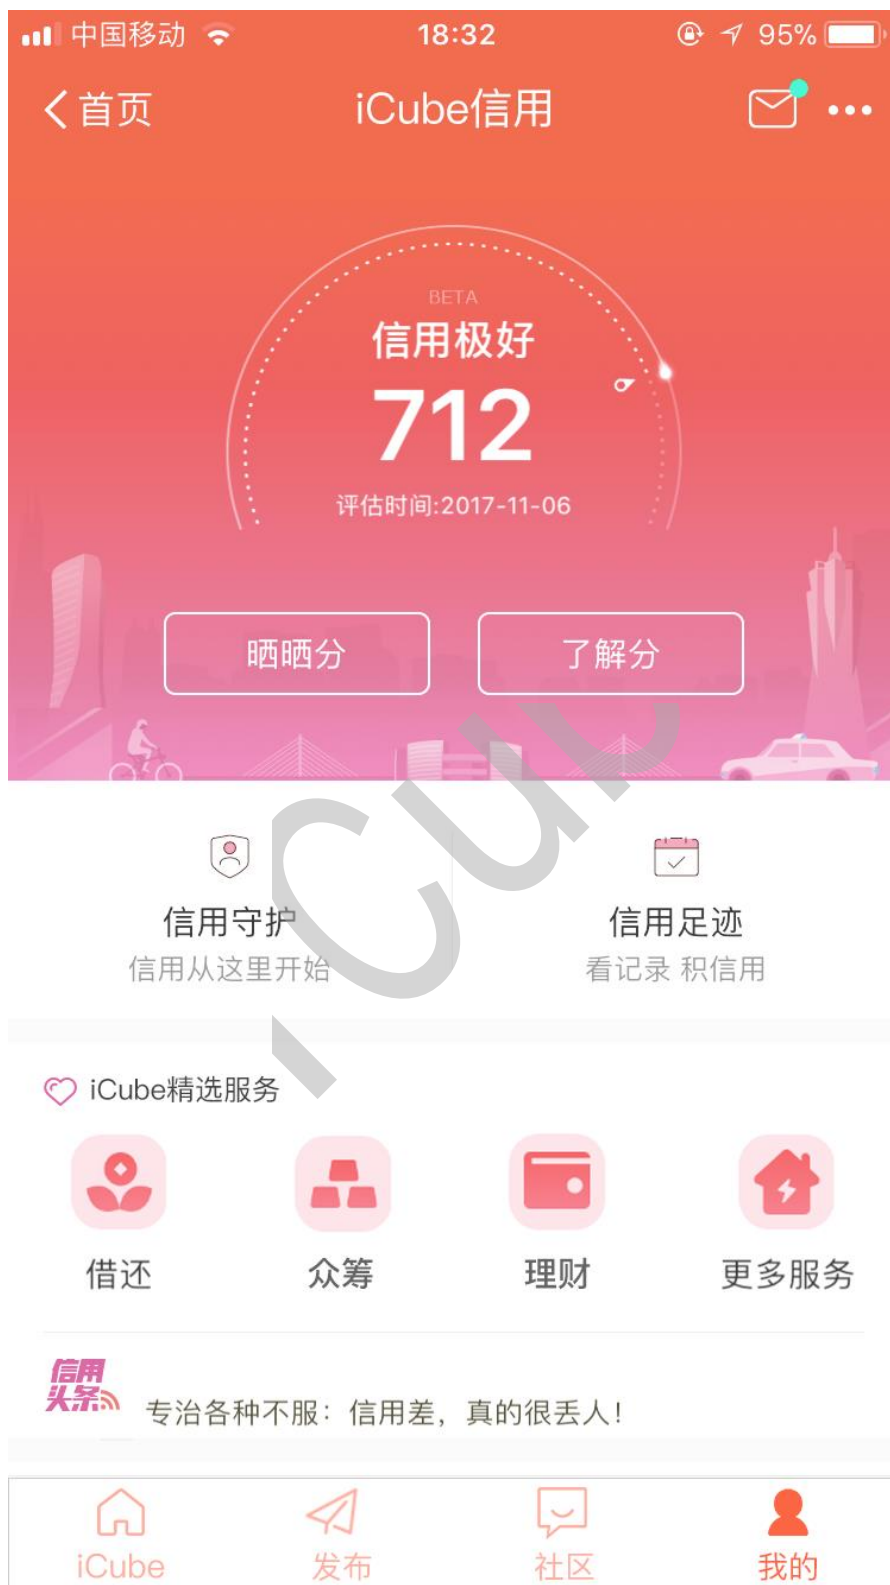 中国移动 18:32 95%
首页 iCube信用
BETA
信用极好
712
评估时间:2017-11-06
晒晒分 了解分
iCub
信用守护 信用足迹
信用从这里开始 看记录 积信用
iCube精选服务
借还 众筹 理财 更多服务
信用
头条
专治各种不服：信用差，真的很丢人！
iCube 发布 社区 我的